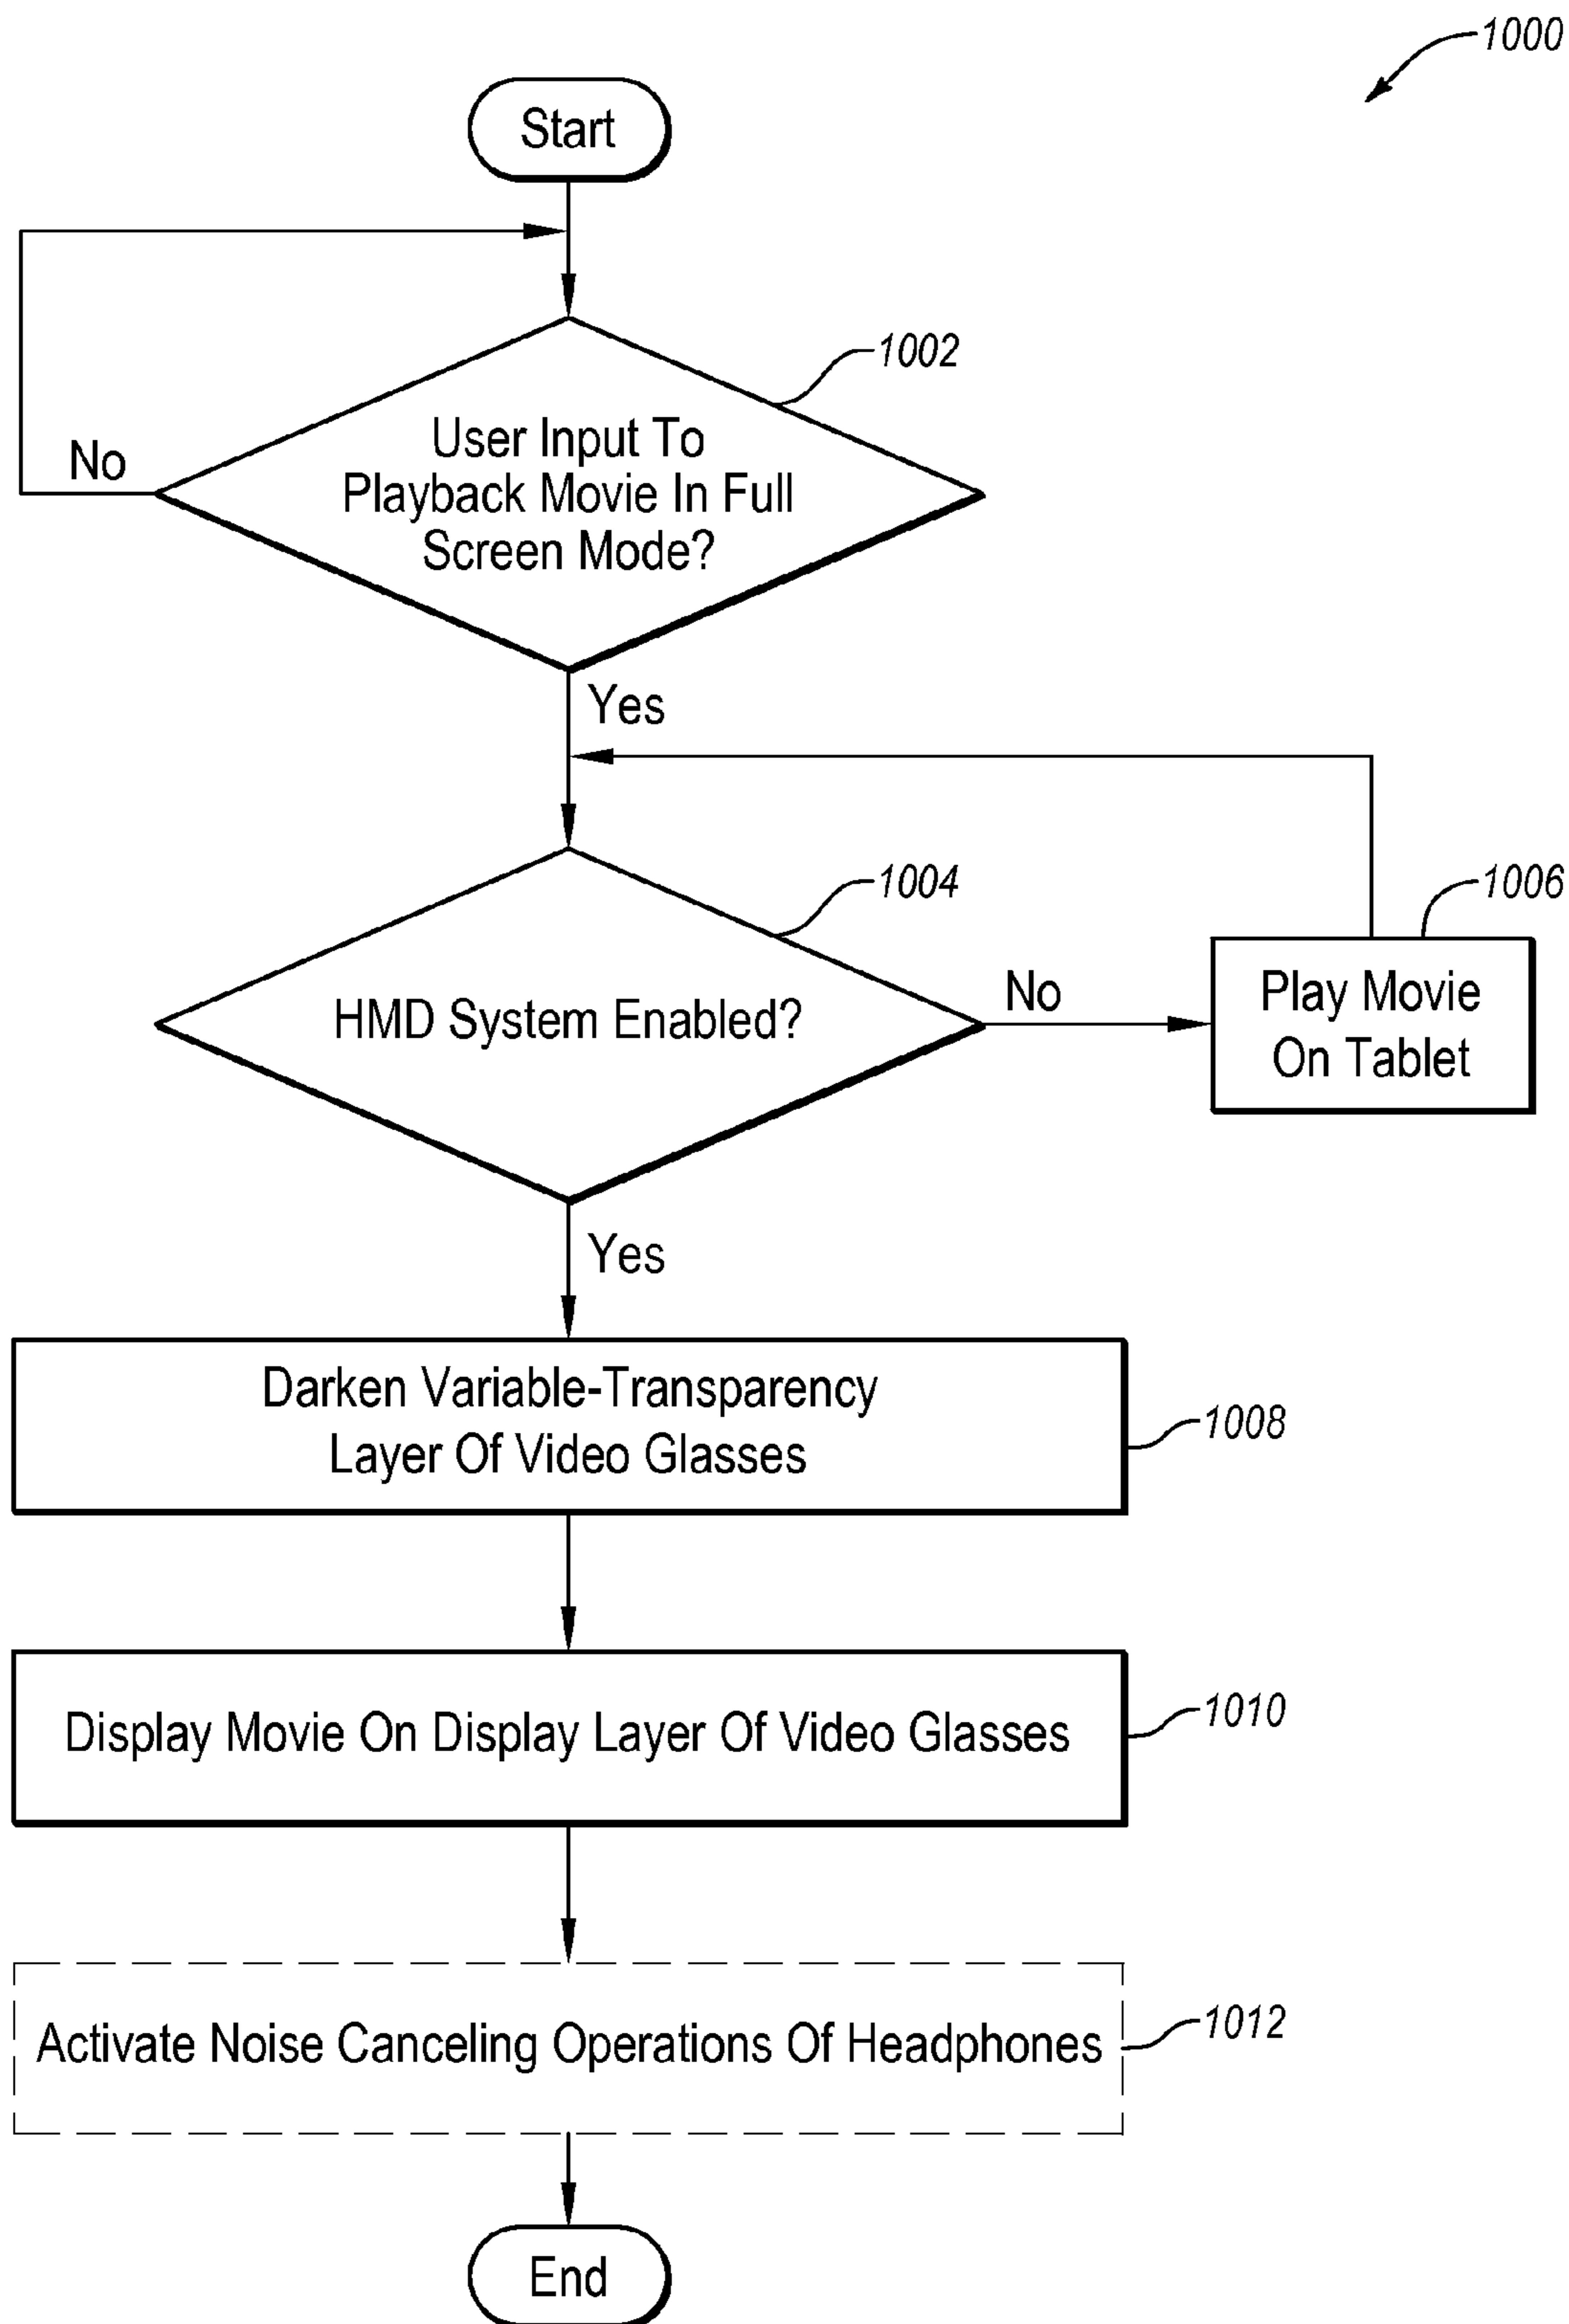 1000
Start
1002
User Input To
Playback Movie In Full
Screen Mode?
No
Yes
1004
HMD System Enabled?
No
1006
Play Movie
On Tablet
Yes
Darken Variable-Transparency
Layer Of Video Glasses
1008
Display Movie On Display Layer Of Video Glasses
1010
Activate Noise Canceling Operations Of Headphones
1012
End